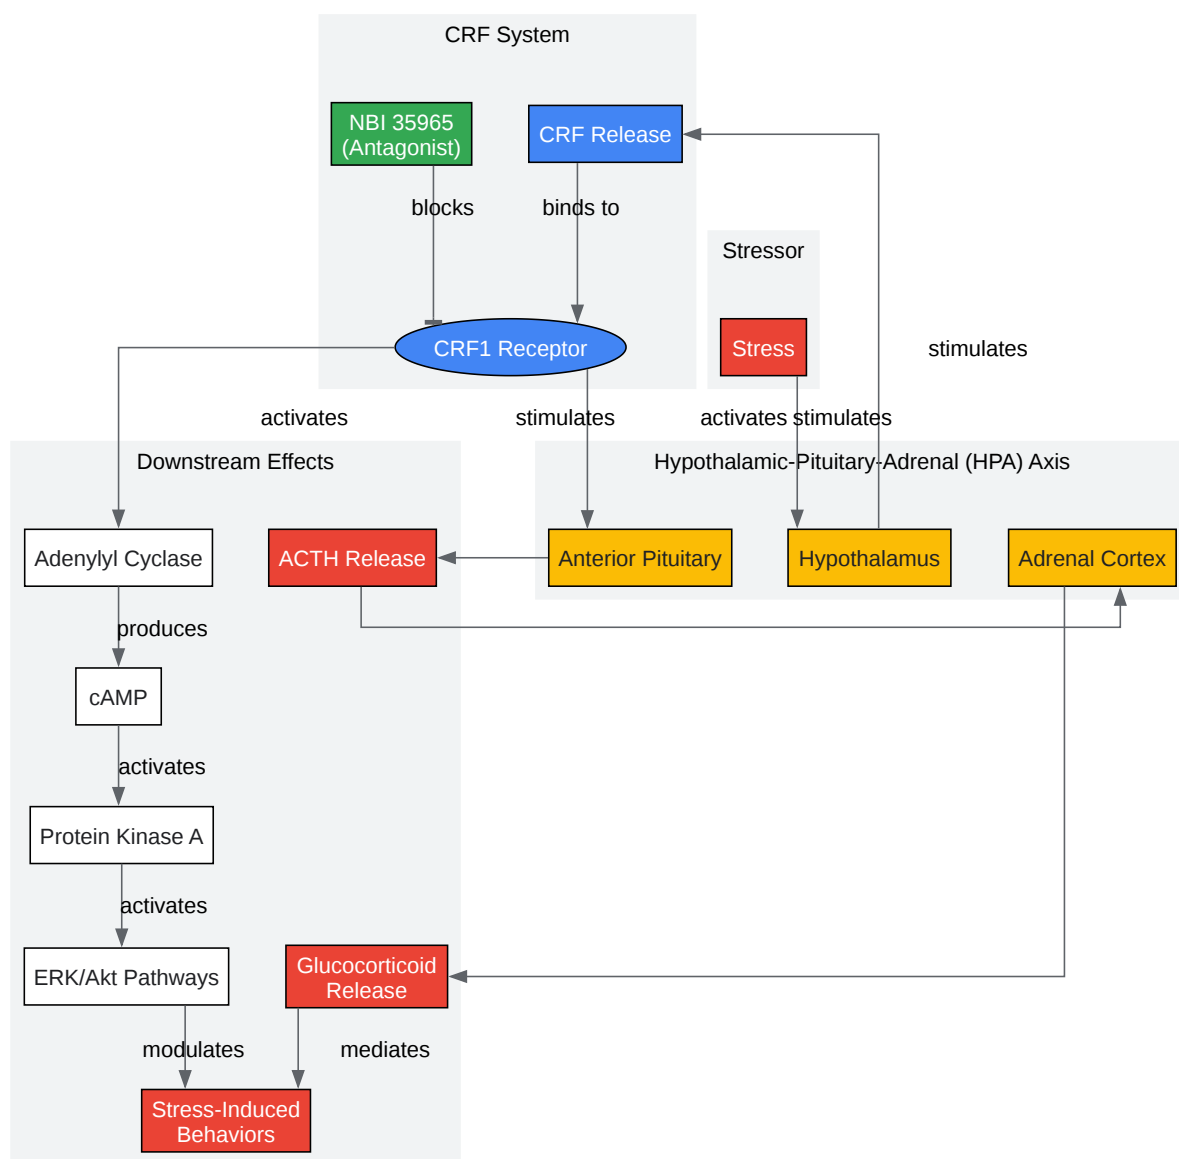 CRF System
NBI 35965
(Antagonist)
CRF Release
blocks
binds to
Stressor
CRF1 Receptor
Stress
stimulates
activates
stimulates
activates
stimulates
Downstream Effects
Hypothalamic-Pituitary-Adrenal (HPA) Axis
Adenylyl Cyclase
ACTH Release
Anterior Pituitary
Hypothalamus
Adrenal Cortex
produces
cAMP
activates
Protein Kinase A
activates
ERK/Akt Pathways
Glucocorticoid
Release
modulates
mediates
Stress-Induced
Behaviors